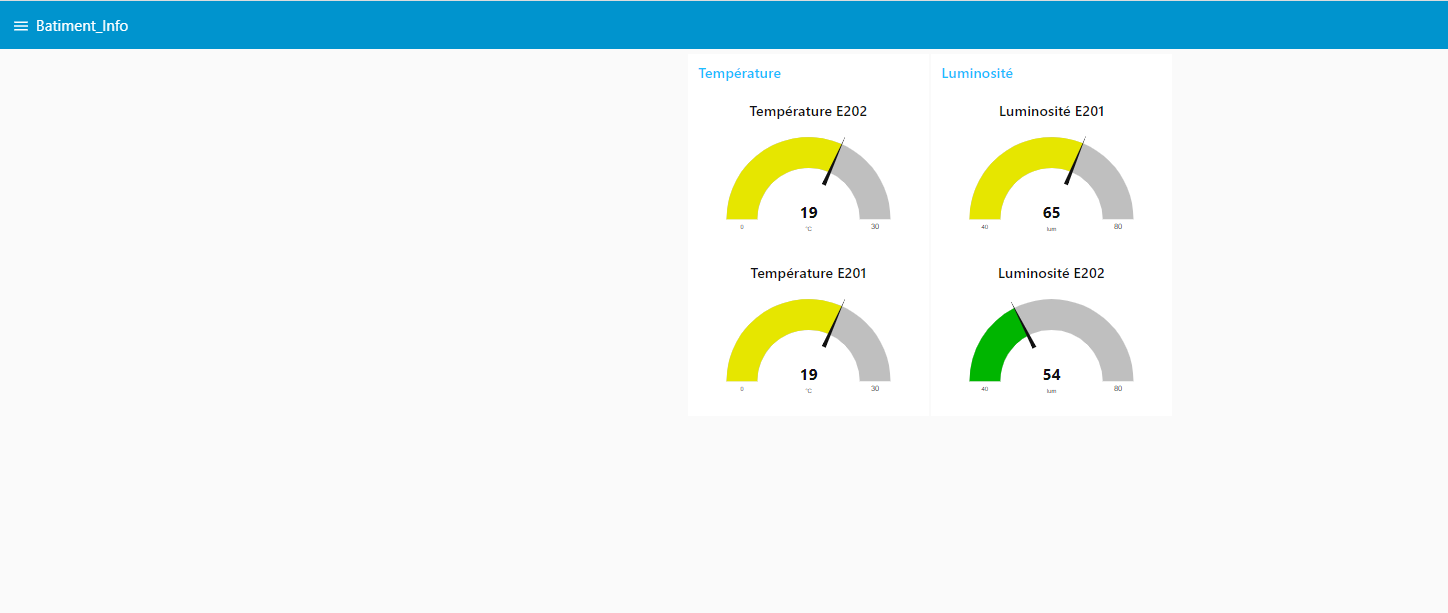 Batiment_Info
Température
Température E202
19
0
°C
30
Température E201
19
0
°C
30
Luminosité
Luminosité E201
65
40
lum
80
Luminosité E202
54
40
lum
80